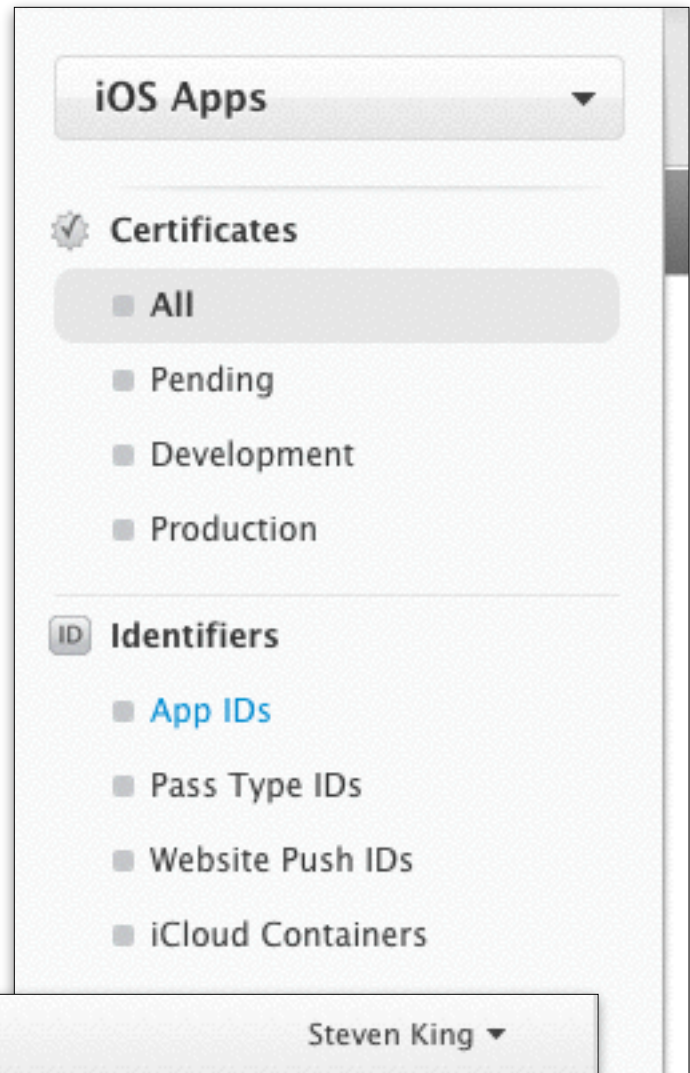 iOS Apps
Certificates
All
Pending
Development
Production
ID Identifiers
App IDs
Pass Type IDs
Website Push IDs
iCloud Containers
Steven King